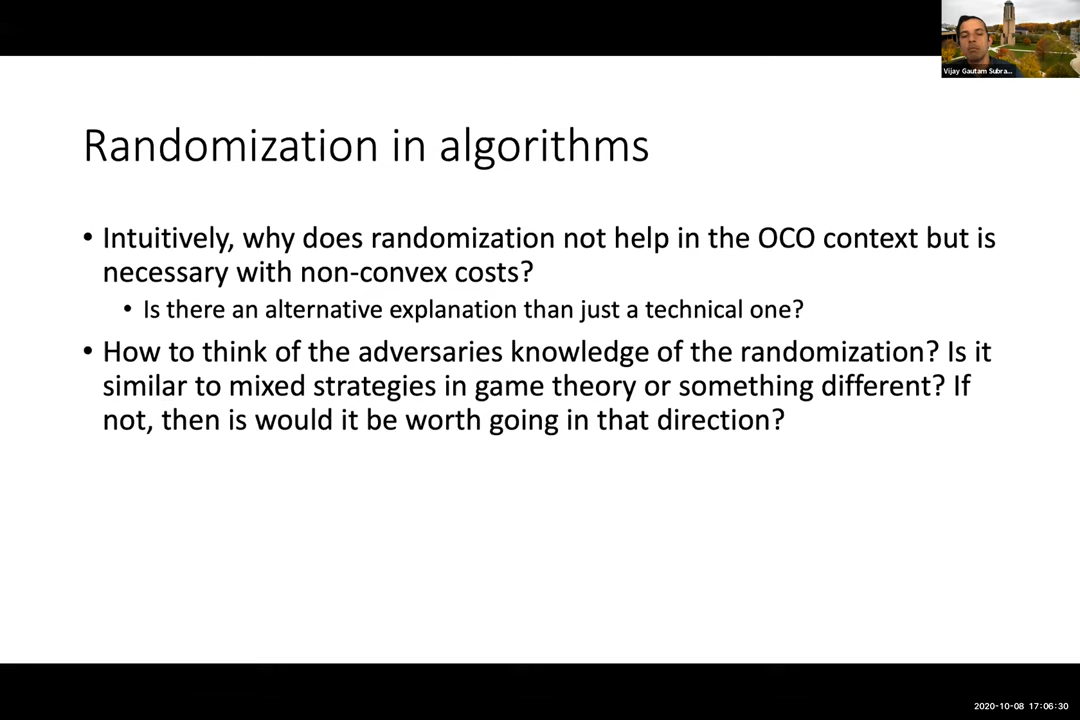 Vijay Gautam Subra...
Randomization in algorithms
• Intuitively, why does randomization not help in the OCO context but is
necessary with non-convex costs?
• Is there an alternative explanation than just a technical one?
• How to think of the adversaries knowledge of the randomization? Is it
similar to mixed strategies in game theory or something different? If
not, then is would it be worth going in that direction?
2020-10-08 17:06:30